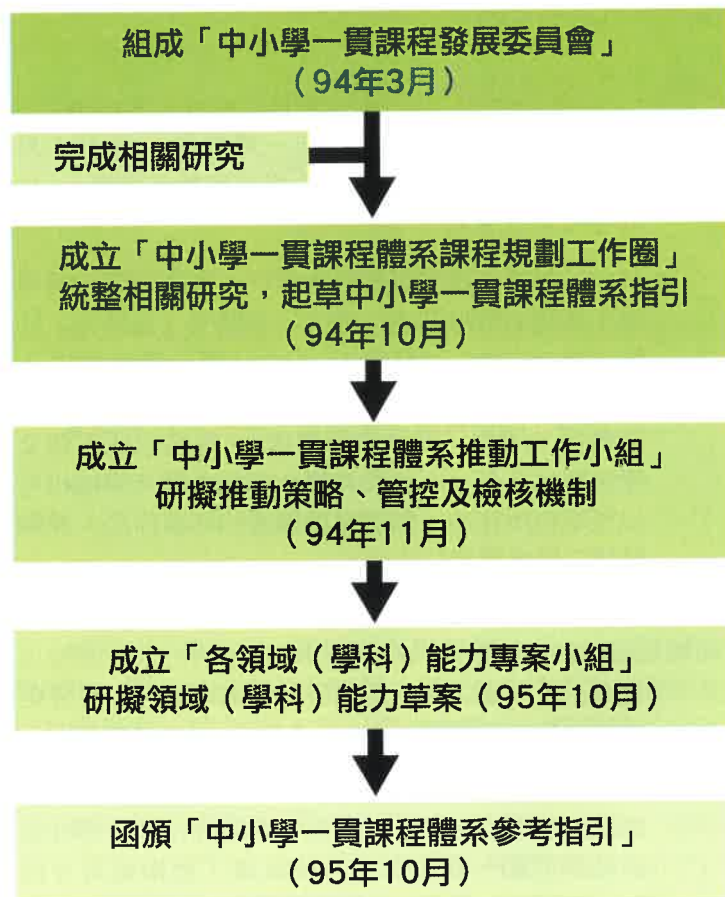 組成「中小學一貫課程發展委員會」
（94年3月）
完成相關研究
成立「中小學一貫課程體系課程規劃工作圈」
統整相關研究，起草中小學一貫課程體系指引
（94年10月）
成立「中小學一貫課程體系推動工作小組」
研擬推動策略、管控及檢核機制
（94年11月）
成立「各領域（學科）能力專案小組」
研擬領域（學科）能力草案（95年10月）
函頒「中小學一貫課程體系參考指引」
（95年10月）